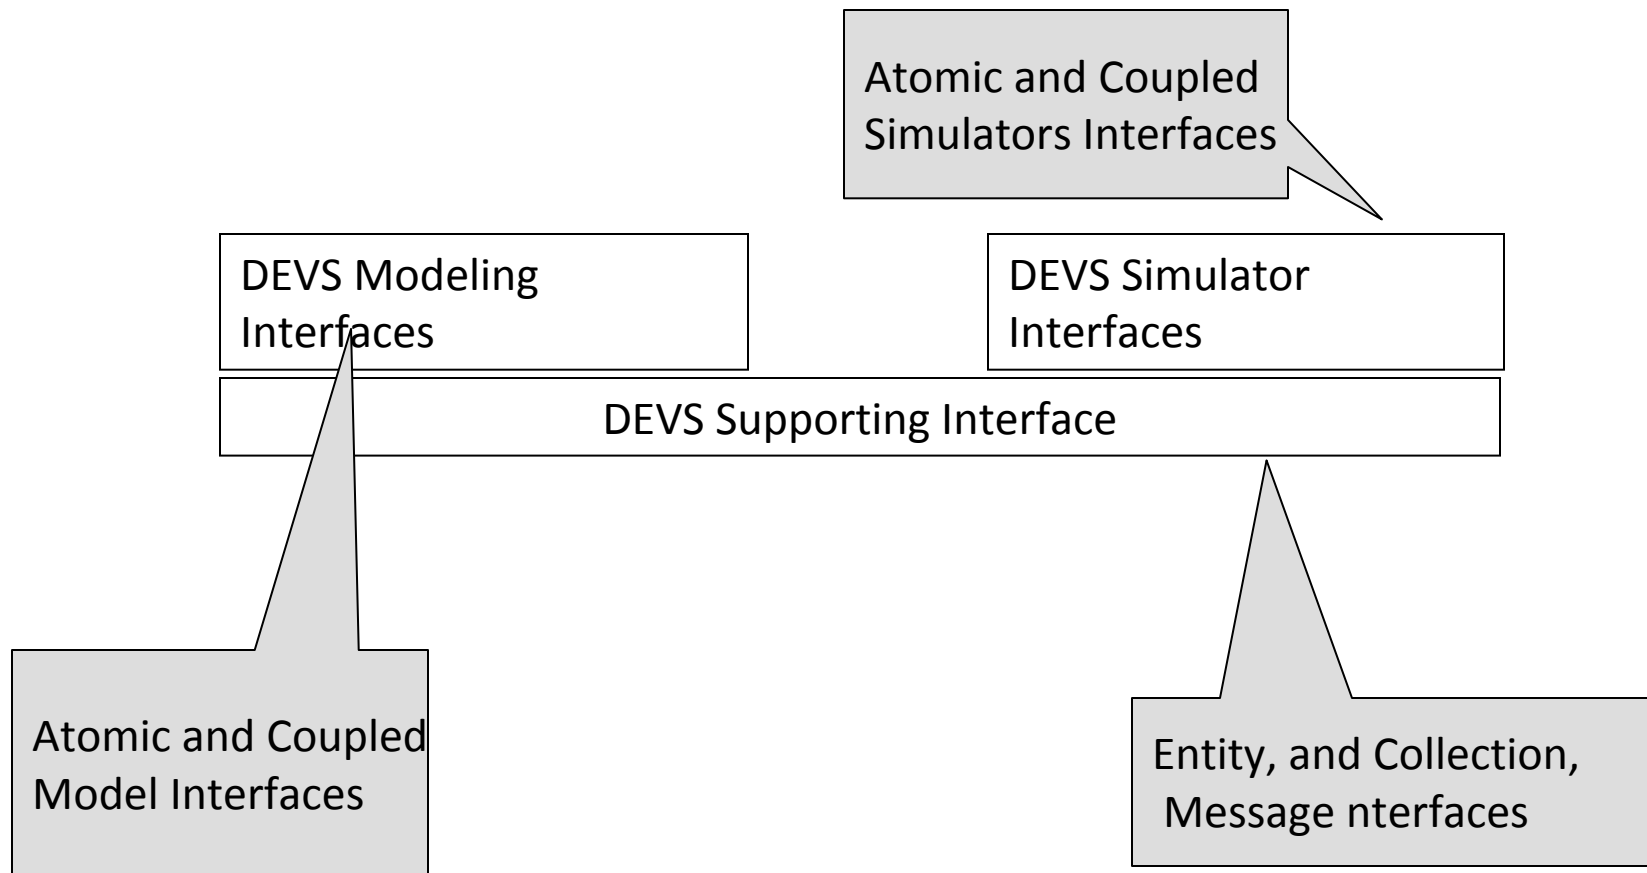 Atomic and Coupled
Simulators Interfaces
DEVS Modeling
Interfaces
DEVS Simulator
Interfaces
DEVS Supporting Interface
Atomic and Coupled
Model Interfaces
Entity, and Collection,
Message nterfaces